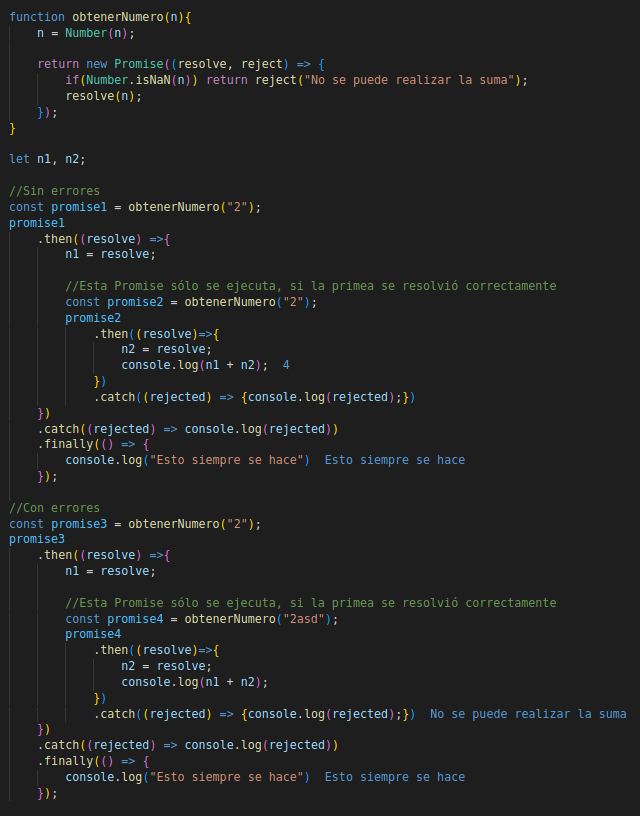 function obtenerNumero(n){
    n = Number(n);

    return new Promise((resolve, reject) => {
        if(Number.isNaN(n)) return reject("No se puede realizar la suma");
        resolve(n);
    });
}

let n1, n2;

//Sin errores
const promise1 = obtenerNumero("2");
promise1
    .then((resolve) =>{
        n1 = resolve;

        //Esta Promise sólo se ejecuta, si la primea se resolvió correctamente
        const promise2 = obtenerNumero("2");
        promise2
            .then((resolve)=>{
                n2 = resolve;
                console.log(n1 + n2);  4
            })
            .catch((rejected) => {console.log(rejected);})
    })
    .catch((rejected) => console.log(rejected))
    .finally(() => {
        console.log("Esto siempre se hace")  Esto siempre se hace
    });

//Con errores
const promise3 = obtenerNumero("2");
promise3
    .then((resolve) =>{
        n1 = resolve;

        //Esta Promise sólo se ejecuta, si la primea se resolvió correctamente
        const promise4 = obtenerNumero("2asd");
        promise4
            .then((resolve)=>{
                n2 = resolve;
                console.log(n1 + n2);
            })
            .catch((rejected) => {console.log(rejected);})  No se puede realizar la suma
    })
    .catch((rejected) => console.log(rejected))
    .finally(() => {
        console.log("Esto siempre se hace")  Esto siempre se hace
    });